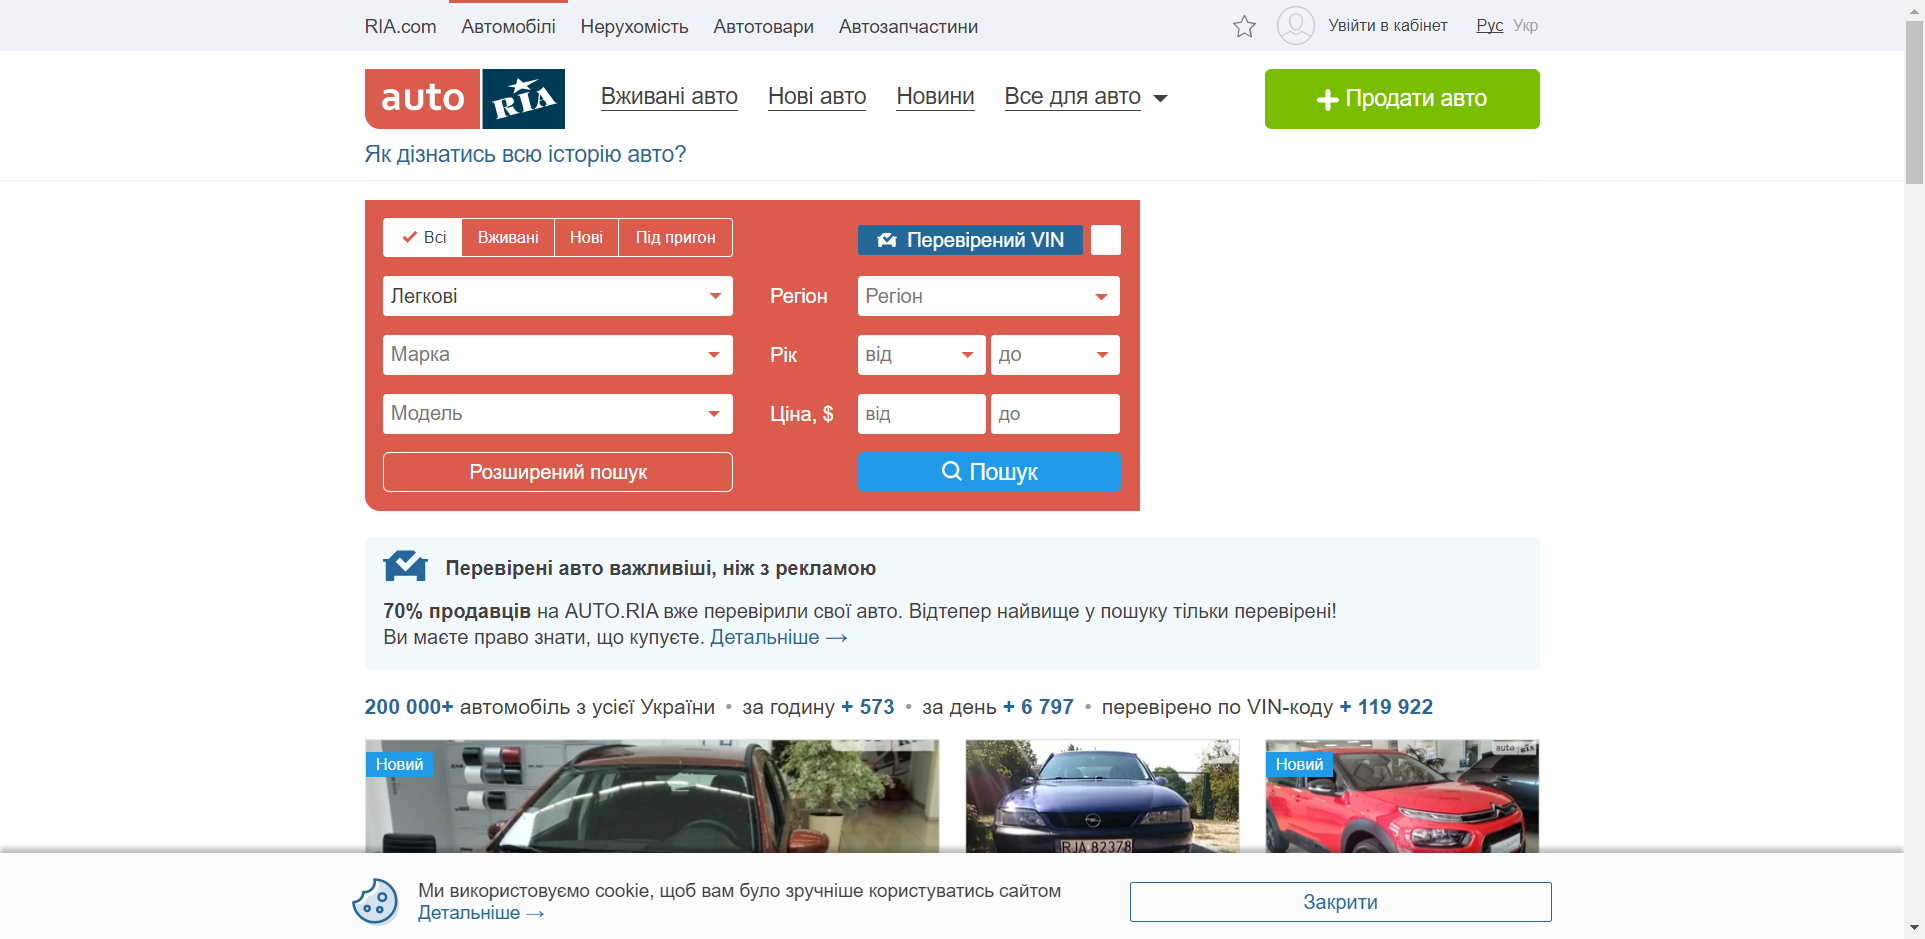 RIA.com Автомобілі Нерухомість Автотовари Автозапчастини Увійти в кабінет Рус Укр
auto RIA Вживані авто Нові авто Новини Все для авто Продати авто
Як дізнатись всю історію авто?
Всі Вживані Нові Під пригон Перевірений VIN
Легкові Регіон Регіон
Марка Рік від до
Модель Ціна, $ від до
Розширений пошук Пошук
Перевірені авто важливіші, ніж з рекламою
70% продавців на AUTO.RIA вже перевірили свої авто. Відтепер найвище у пошуку тільки перевірені!
Ви маєте право знати, що купуєте. Детальніше →
200 000+ автомобіль з усієї України • за годину + 573 • за день + 6 797 • перевірено по VIN-коду + 119 922
Новий Новий auto RIA
RJA 82378
Ми використовуємо cookie, щоб вам було зручніше користуватись сайтом
Детальніше →
Закрити